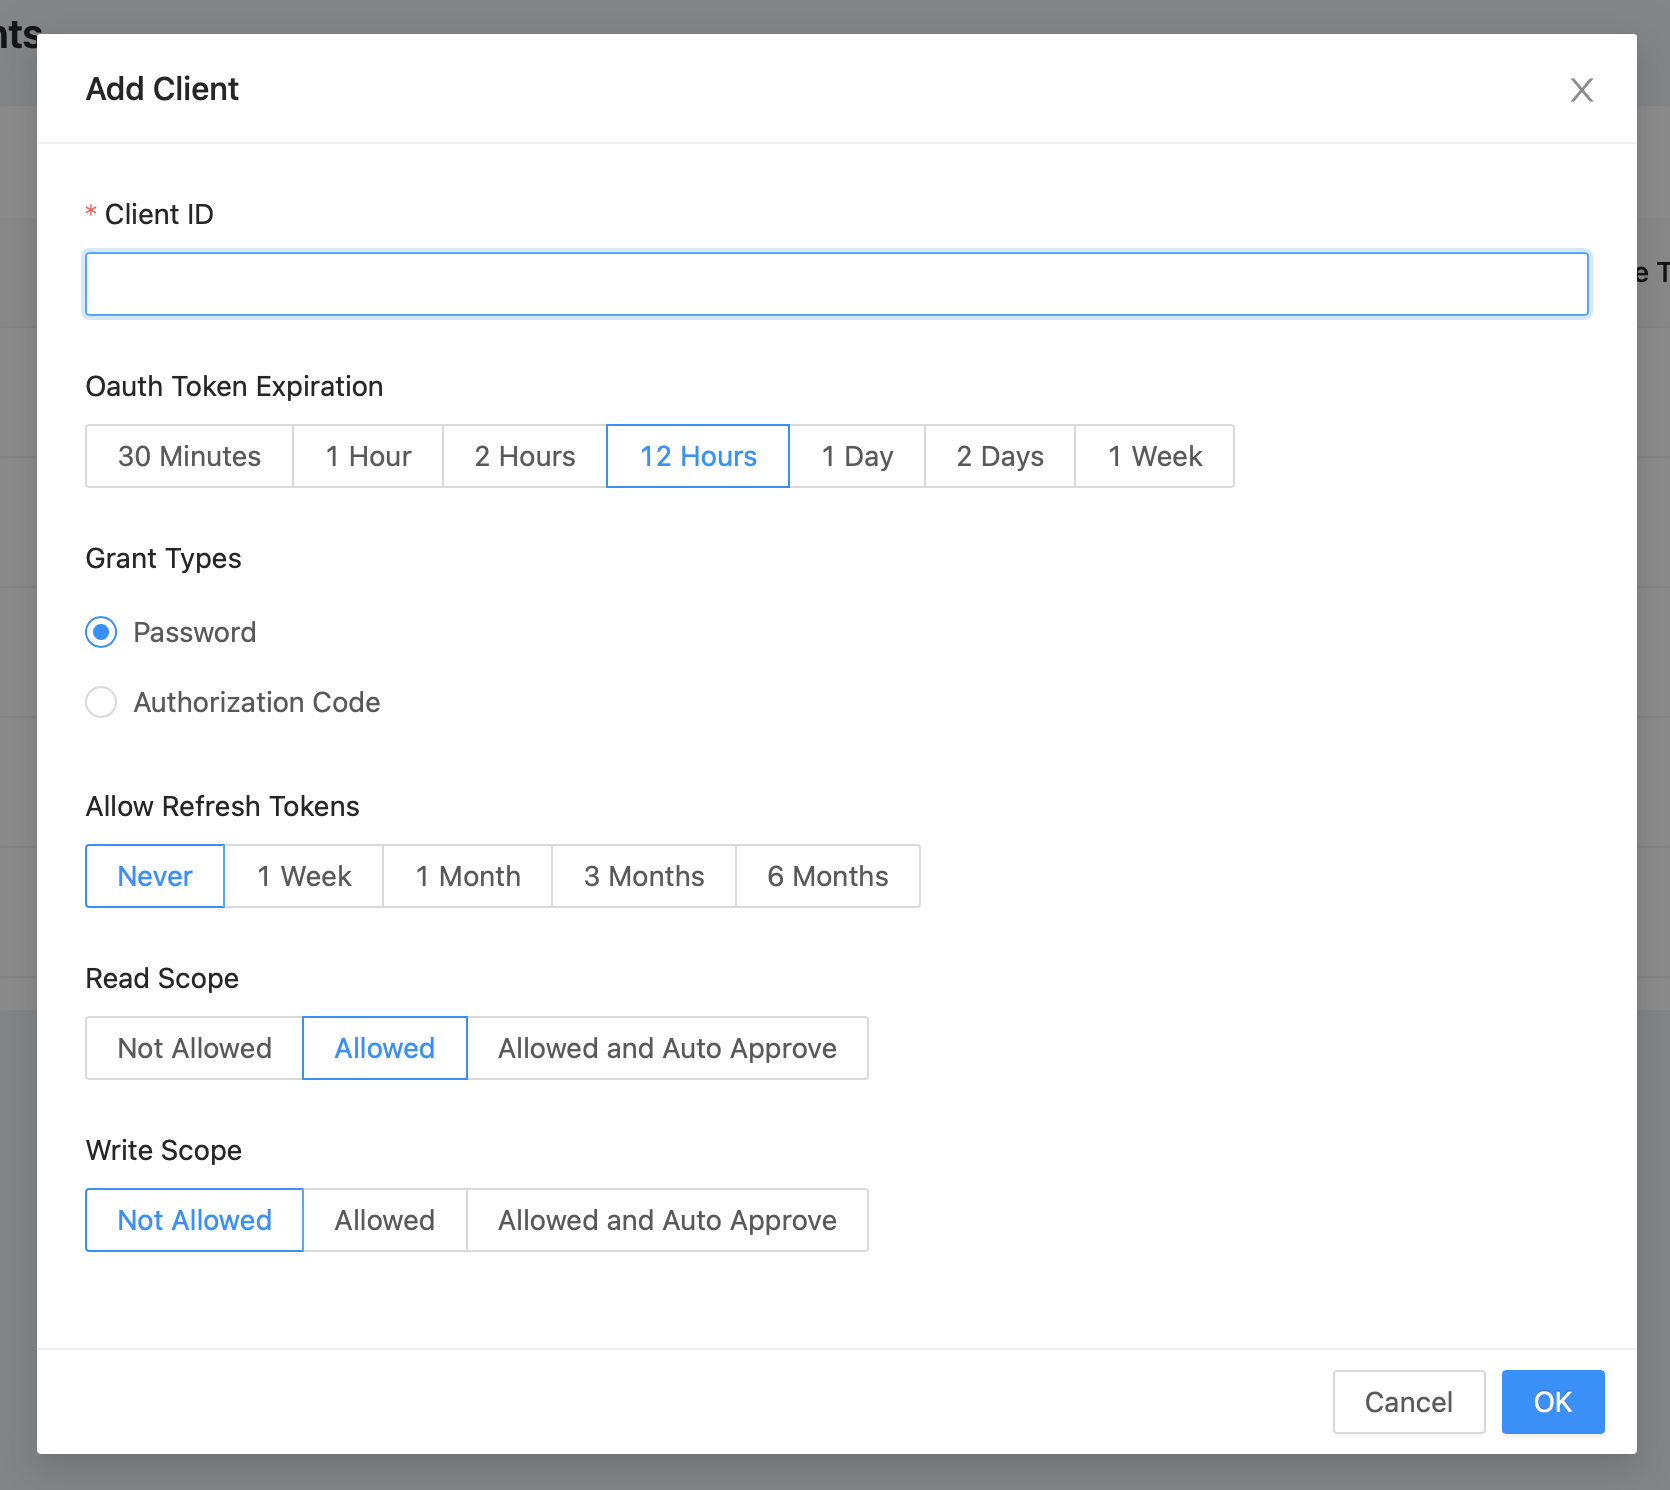 nts
Add Client
* Client ID
e T
Oauth Token Expiration
30 Minutes 1 Hour 2 Hours 12 Hours 1 Day 2 Days 1 Week
Grant Types
Password
Authorization Code
Allow Refresh Tokens
Never 1 Week 1 Month 3 Months 6 Months
Read Scope
Not Allowed Allowed Allowed and Auto Approve
Write Scope
Not Allowed Allowed Allowed and Auto Approve
Cancel OK